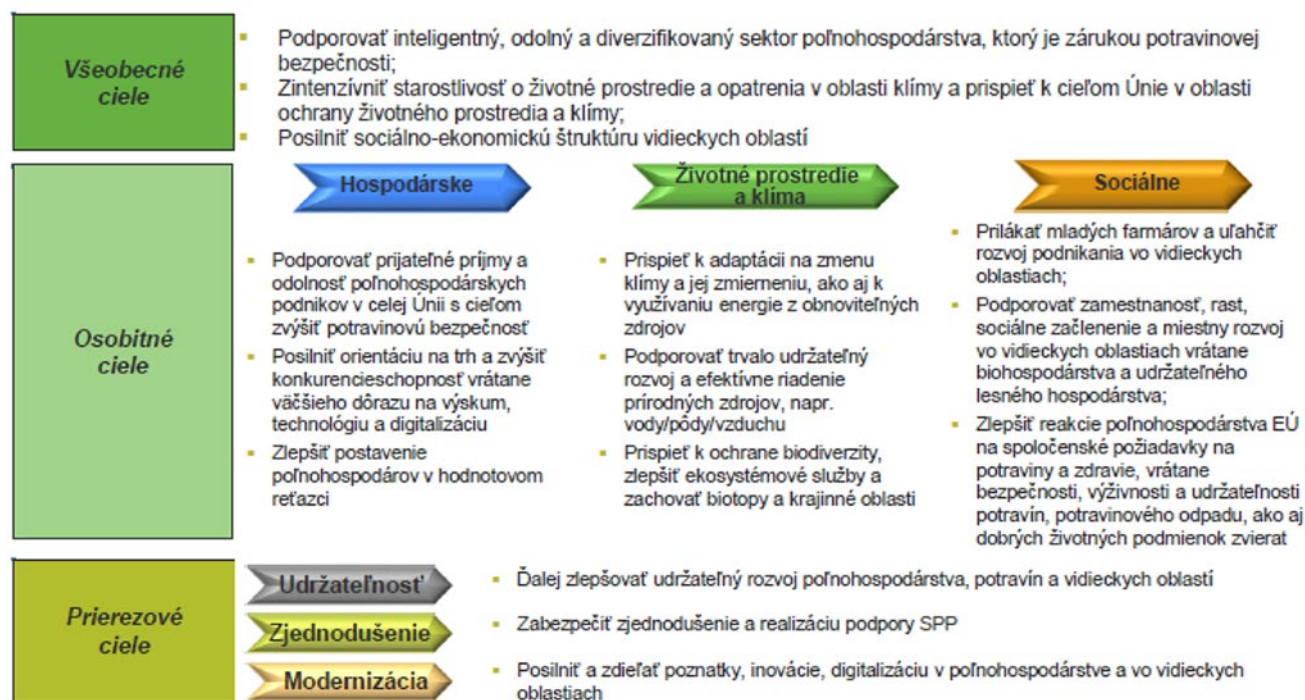 Všeobecné
ciele
▪ Podporovať inteligentný, odolný a diverzifikovaný sektor poľnohospodárstva, ktorý je zárukou potravinovej
bezpečnosti;
▪ Zintenzívniť starostlivosť o životné prostredie a opatrenia v oblasti klímy a prispieť k cieľom Únie v oblasti
ochrany životného prostredia a klímy;
▪ Posilniť sociálno-ekonomickú štruktúru vidieckych oblastí
Osobitné
ciele
Hospodárske
▪ Podporovať prijateľné príjmy a
odolnosť poľnohospodárskych
podnikov v celej Únii s cieľom
zvýšiť potravinovú bezpečnosť
▪ Posilniť orientáciu na trh a zvýšiť
konkurencieschopnosť vrátane
väčšieho dôrazu na výskum,
technológiu a digitalizáciu
▪ Zlepšiť postavenie
poľnohospodárov v hodnotovom
reťazci
Životné prostredie
a klíma
▪ Prispieť k adaptácii na zmenu
klímy a jej zmierneniu, ako aj k
využívaniu energie z obnoviteľných
zdrojov
▪ Podporovať trvalo udržateľný
rozvoj a efektívne riadenie
prírodných zdrojov, napr.
vody/pôdy/vzduchu
▪ Prispieť k ochrane biodiverzity,
zlepšiť ekosystémové služby a
zachovať biotopy a krajinné oblasti
Sociálne
▪ Prilákať mladých farmárov a uľahčiť
rozvoj podnikania vo vidieckych
oblastiach;
▪ Podporovať zamestnanosť, rast,
sociálne začlenenie a miestny rozvoj
vo vidieckych oblastiach vrátane
biohospodárstva a udržateľného
lesného hospodárstva;
▪ Zlepšiť reakcie poľnohospodárstva EÚ
na spoločenské požiadavky na
potraviny a zdravie, vrátane
bezpečnosti, výživnosti a udržateľnosti
potravín, potravinového odpadu, ako aj
dobrých životných podmienok zvierat
Prierezové
ciele
Udržateľnosť
▪ Ďalej zlepšovať udržateľný rozvoj poľnohospodárstva, potravín a vidieckych oblastí
Zjednodušenie
▪ Zabezpečiť zjednodušenie a realizáciu podpory SPP
Modernizácia
▪ Posilniť a zdieľať poznatky, inovácie, digitalizáciu v poľnohospodárstve a vo vidieckych
oblastiach